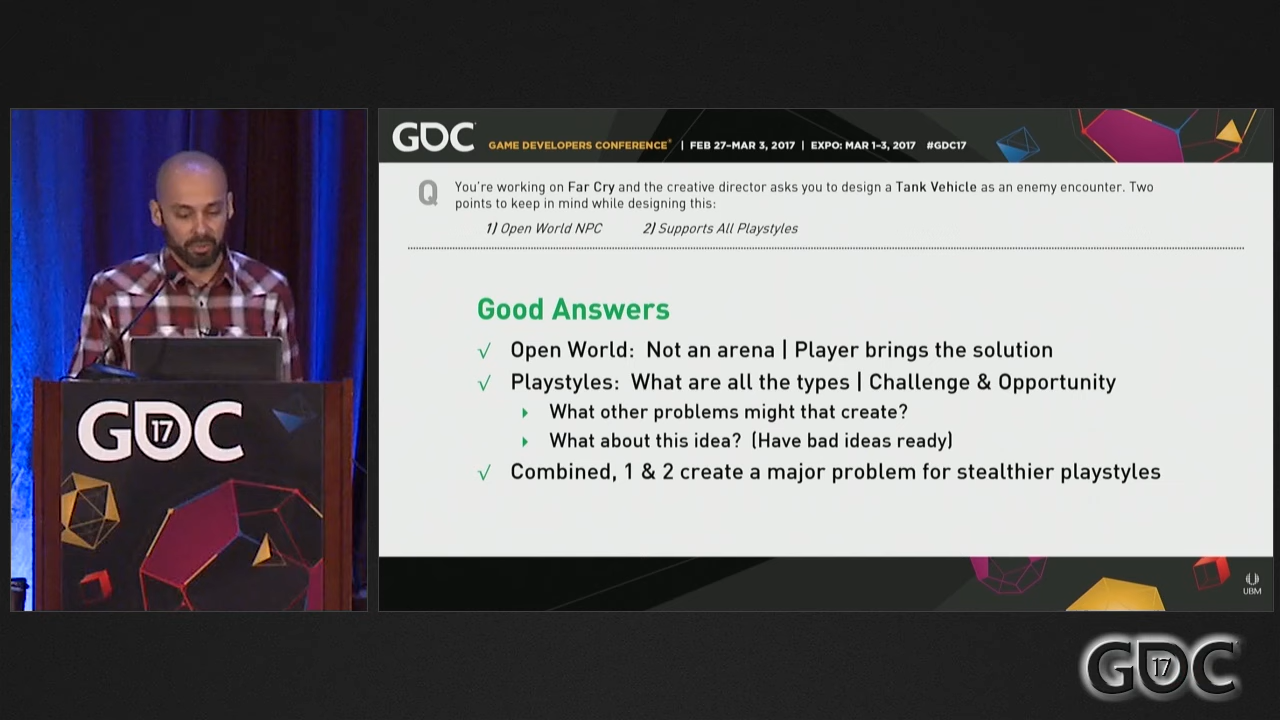 GDC
GAME DEVELOPERS CONFERENCE® | FEB 27-MAR 3, 2017 | EXPO: MAR 1-3, 2017 #GDC17
Q
You're working on Far Cry and the creative director asks you to design a Tank Vehicle as an enemy encounter. Two
points to keep in mind while designing this:
1) Open World NPC 2) Supports All Playstyles
Good Answers
√ Open World: Not an arena | Player brings the solution
√ Playstyles: What are all the types | Challenge & Opportunity
What other problems might that create?
What about this idea? (Have bad ideas ready)
√ Combined, 1 & 2 create a major problem for stealthier playstyles
UBM
GDC
17
GDC
17